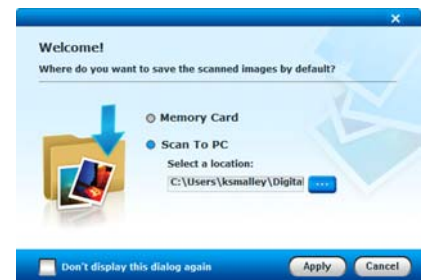 Welcome!
Where do you want to save the scanned images by default?
Memory Card
Scan To PC
Select a location:
C:\Users\ksmalley\Digital
...
Don't display this dialog again
Apply
Cancel